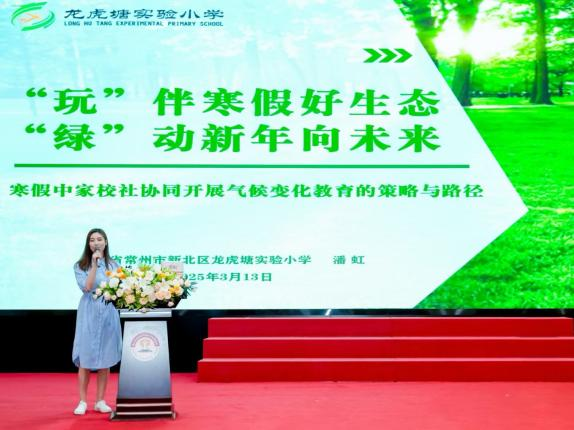 龙虎塘实验小学
LONG HU TANG EXPERIMENTAL PRIMARY SCHOOL
“玩”伴寒假好生态
“绿”动新年向未来
寒假中家校社协同开展气候变化教育的策略与路径
省常州市新北区龙虎塘实验小学 潘虹
025年3月13日